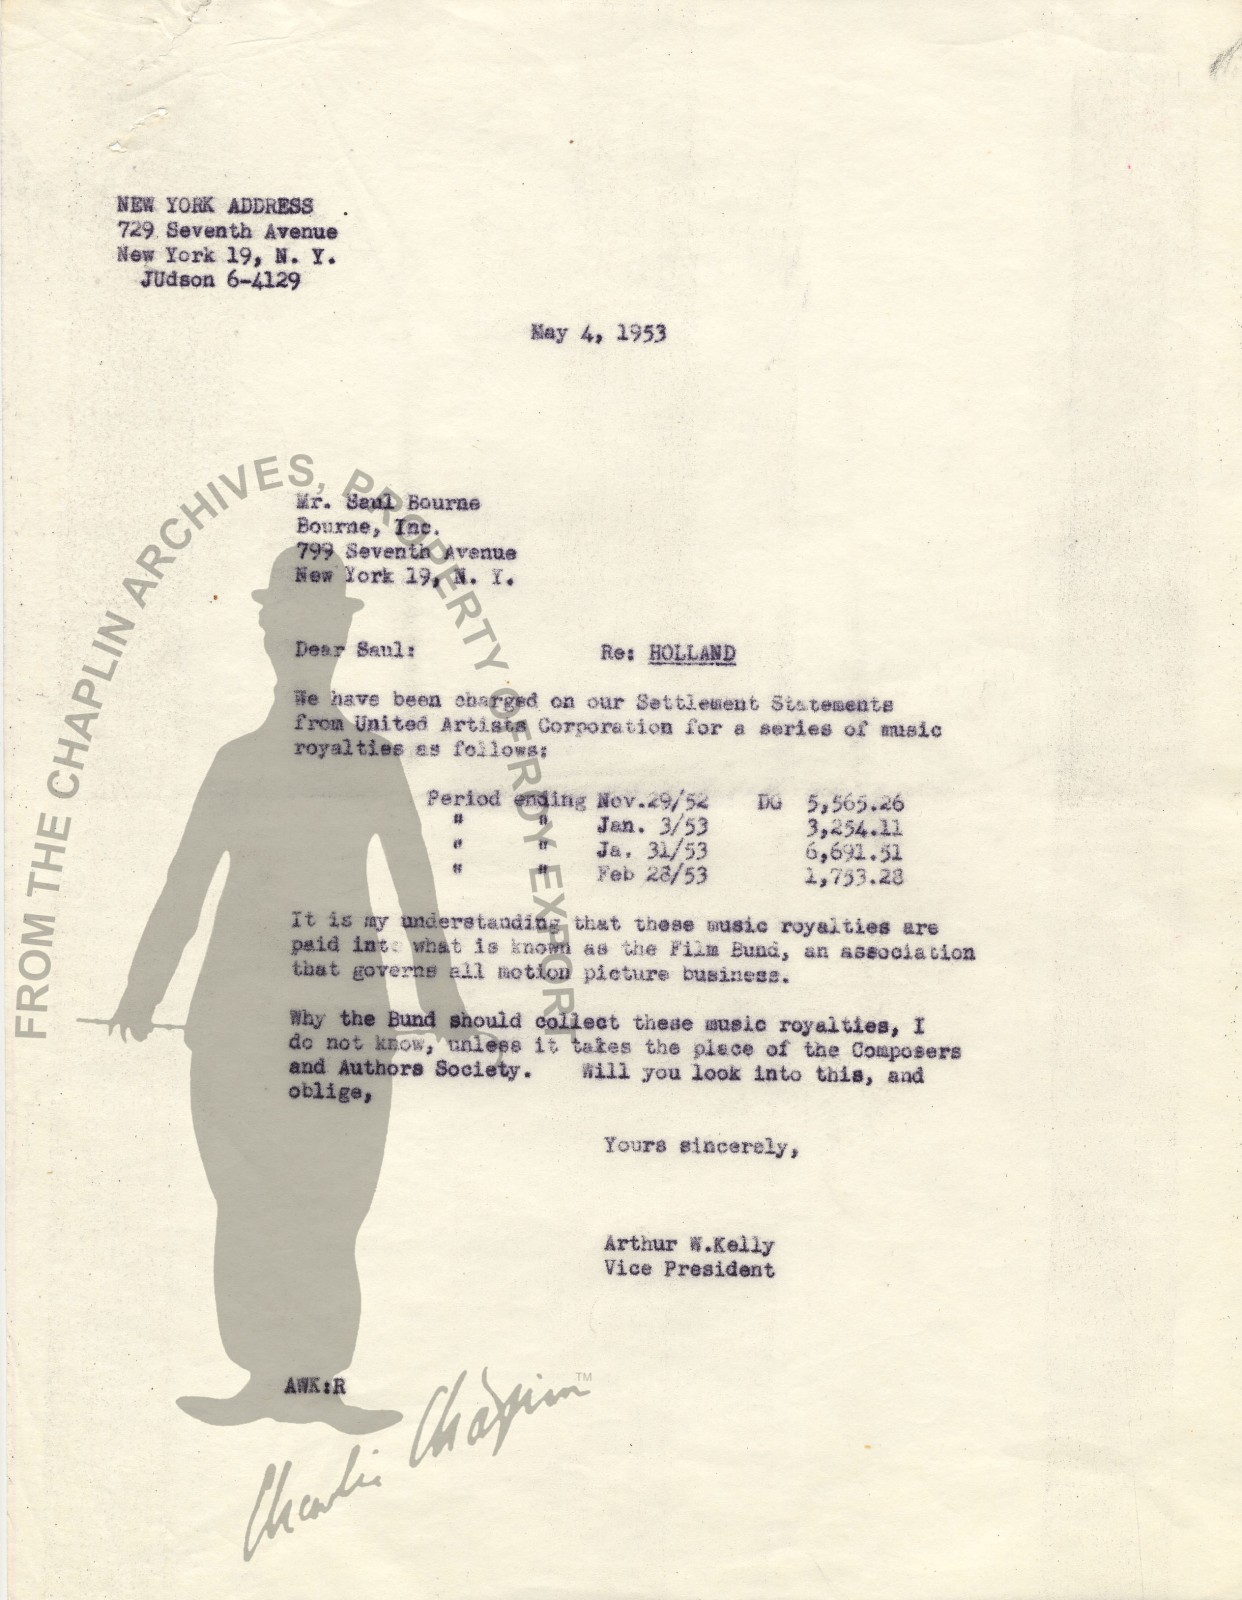 NEW YORK ADDRESS
729 Seventh Avenue
New York 19, N. Y.
JUdson 6-4129
May 4, 1953
Mr. Saul Bourne
Bourne, Inc.
799 Seventh Avenue
New York 19, N. Y.
Dear Saul: Re: HOLLAND
We have been charged on our Settlement Statements
from United Artists Corporation for a series of music
royalties as follows:
Period ending Nov.29/52 DG 5,565.26
" " Jan. 3/53 3,254.11
" " Ja. 31/53 6,691.51
" " Feb 28/53 1,753.28
It is my understanding that these music royalties are
paid into what is known as the Film Bund, an association
that governs all motion picture business.
Why the Bund should collect these music royalties, I
do not know, unless it takes the place of the Composers
and Authors Society. Will you look into this, and
oblige,
Yours sincerely,
Arthur W.Kelly
Vice President
AWK:R
FROM THE CHAPLIN ARCHIVES, PROPERTY OF ROY EXPORT
Charlie Chaplin TM